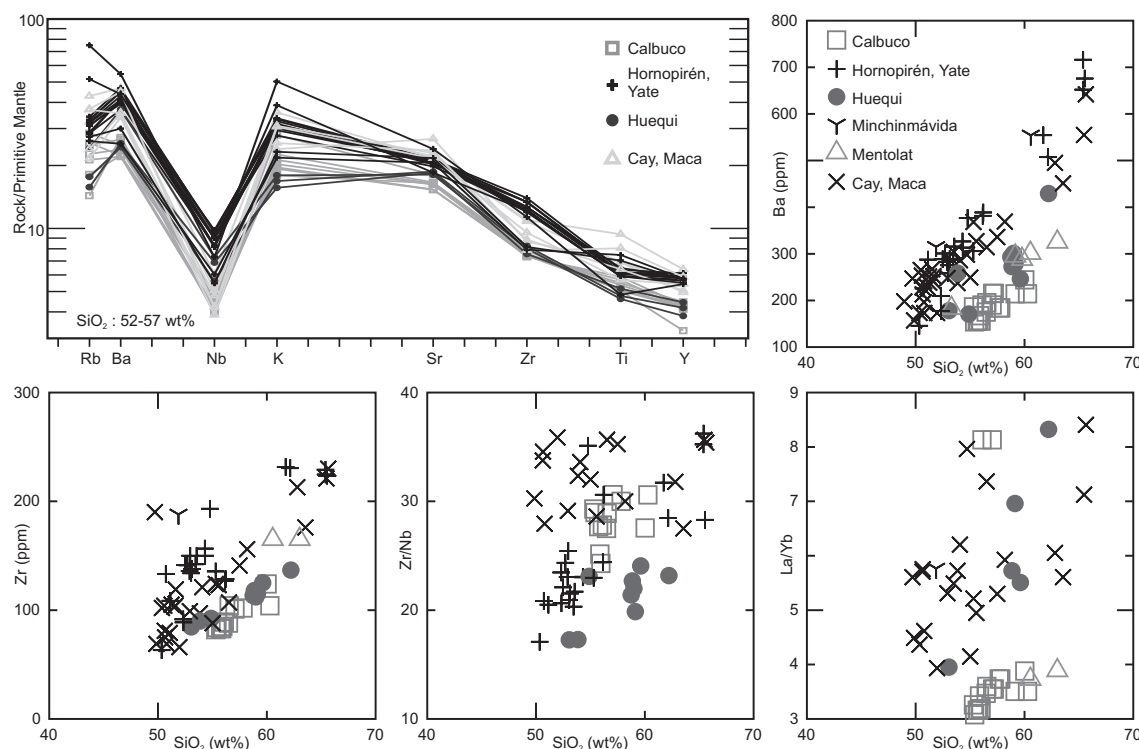 100
10
Rock/Primitive Mantle
Calbuco
Hornopirén,
Yate
Huequi
Cay, Maca
SiO₂ : 52-57 wt%
Rb Ba Nb K Sr Zr Ti Y
800
700
600
300
200
100
Ba (ppm)
Calbuco
Hornopirén, Yate
Huequi
Minchinmávida
Mentolat
Cay, Maca
40 50 60 70
SiO₂ (wt%)
300
200
100
0
Zr (ppm)
40 50 60 70
SiO₂ (wt%)
40
30
20
10
Zr/Nb
40 50 60 70
SiO₂ (wt%)
9
8
7
6
5
4
3
La/Yb
40 50 60 70
SiO₂ (wt%)